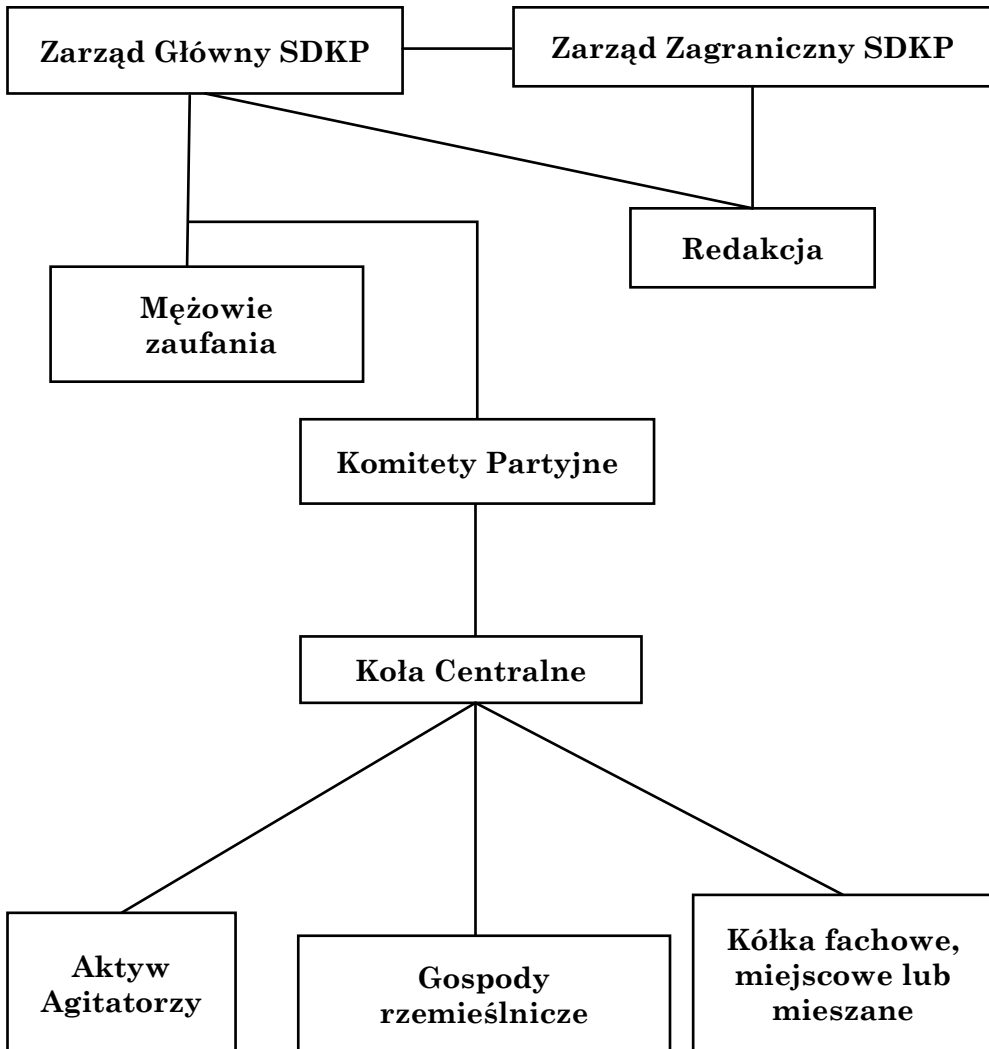 Zarząd Główny SDKP
Zarząd Zagraniczny SDKP
Redakcja
Mężowie
zaufania
Komitety Partyjne
Koła Centralne
Aktyw
Agitatorzy
Gospody
rzemieślnicze
Kółka fachowe,
miejscowe lub
mieszane